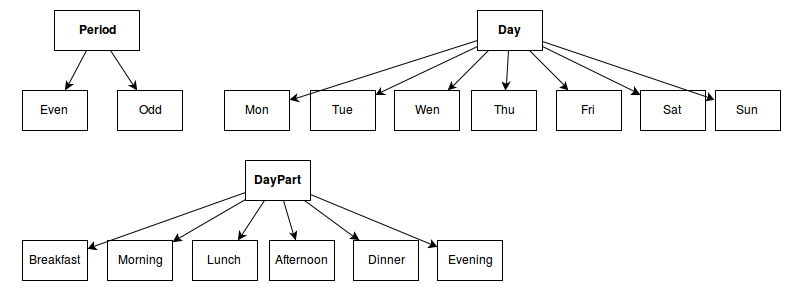 Period
Day
Even
Odd
Mon
Tue
Wen
Thu
Fri
Sat
Sun
DayPart
Breakfast
Morning
Lunch
Afternoon
Dinner
Evening